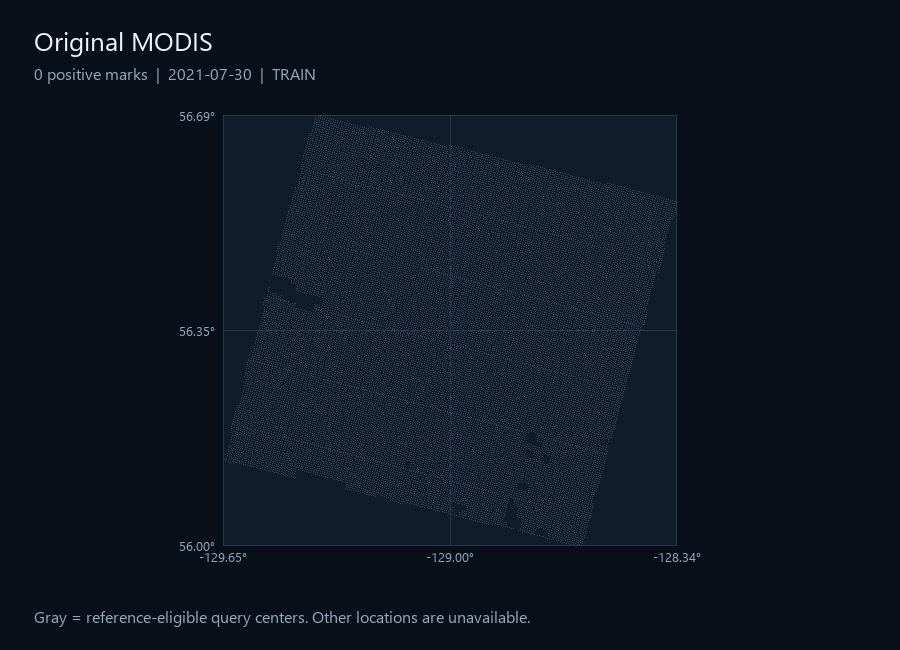 Original MODIS
0 positive marks | 2021-07-30 | TRAIN
56.69°
56.35°
56.00°
-129.65° -129.00° -128.34°
Gray = reference-eligible query centers. Other locations are unavailable.